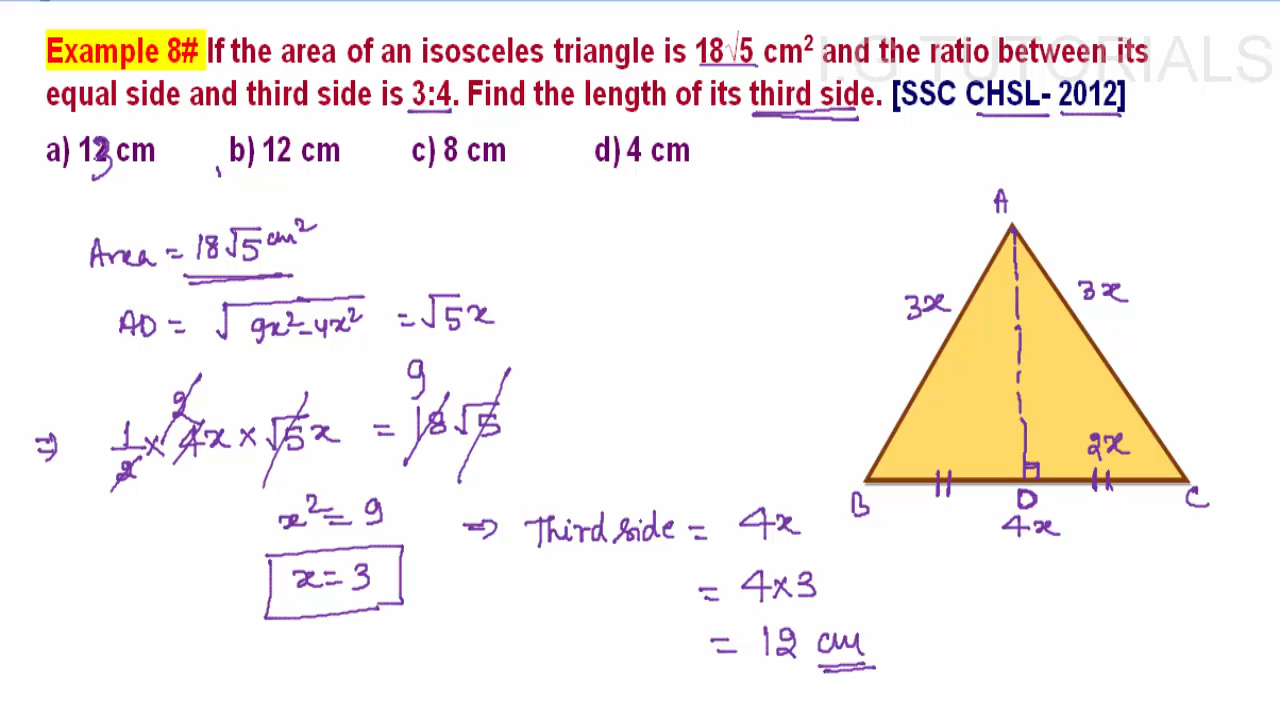 I.G TUTORIALS
Example 8# If the area of an isosceles triangle is 18√5 cm² and the ratio between its
equal side and third side is 3:4. Find the length of its third side. [SSC CHSL- 2012]
a) 13 cm b) 12 cm c) 8 cm d) 4 cm
A
Area = 18√5 cm²
3x 3x
AD = √9x²-4x² = √5x
2 9
⇒ 1/2 × 4x × √5x = 18√5
2x
B D C
4x
x² = 9 ⇒ Third side = 4x
x = 3 = 4×3
= 12 cm